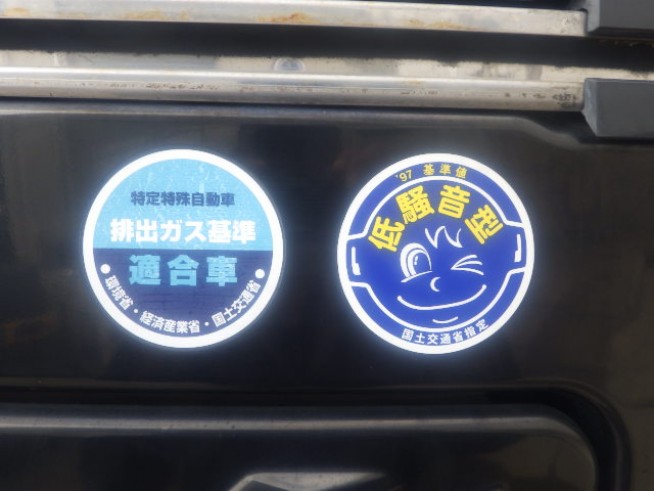 特定特殊自動車
排出ガス基準
適合車
●環境省・経済産業省・国土交通省●
'97 基準値
低騒音型
国土交通省指定